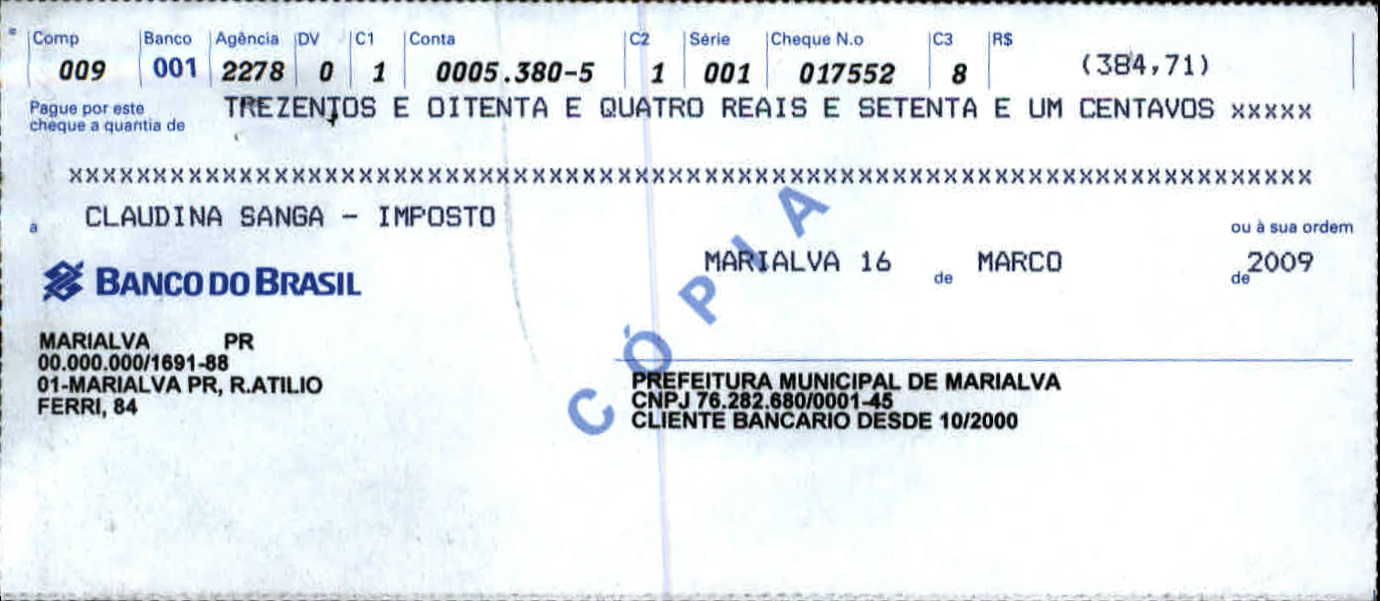 Comp Banco Agência DV C1 Conta C2 Série Cheque N.o C3 R$
009 001 2278 0 1 0005.380-5 1 001 017552 8 (384,71)
Pague por este
cheque a quantia de TREZENTOS E OITENTA E QUATRO REAIS E SETENTA E UM CENTAVOS xxxxx
xxxxxxxxxxxxxxxxxxxxxxxxxxxxxxxxxxxxxxxxxxxxxxxxxxxxxxxxxxxxxxxxxxxxxxxxx
a CLAUDINA SANGA - IMPOSTO
ou à sua ordem
MARIALVA 16 de MARCO de 2009
BANCO DO BRASIL
CÓPIA
MARIALVA PR
00.000.000/1691-88
01-MARIALVA PR, R.ATILIO
FERRI, 84
PREFEITURA MUNICIPAL DE MARIALVA
CNPJ 76.282.680/0001-45
CLIENTE BANCARIO DESDE 10/2000